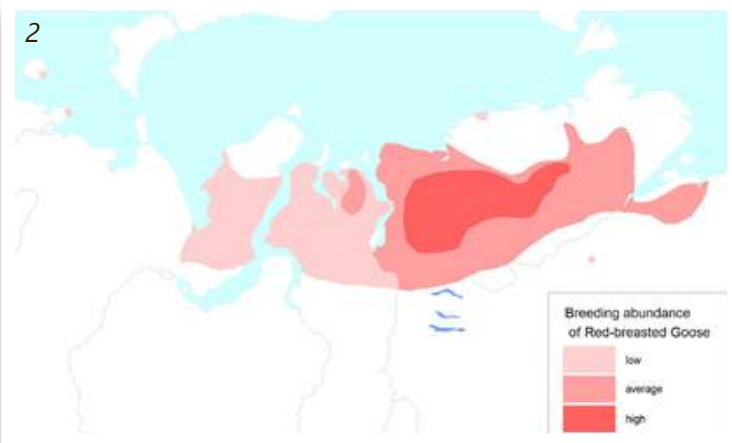 2
Breeding abundance
of Red-breasted Goose
low
average
high